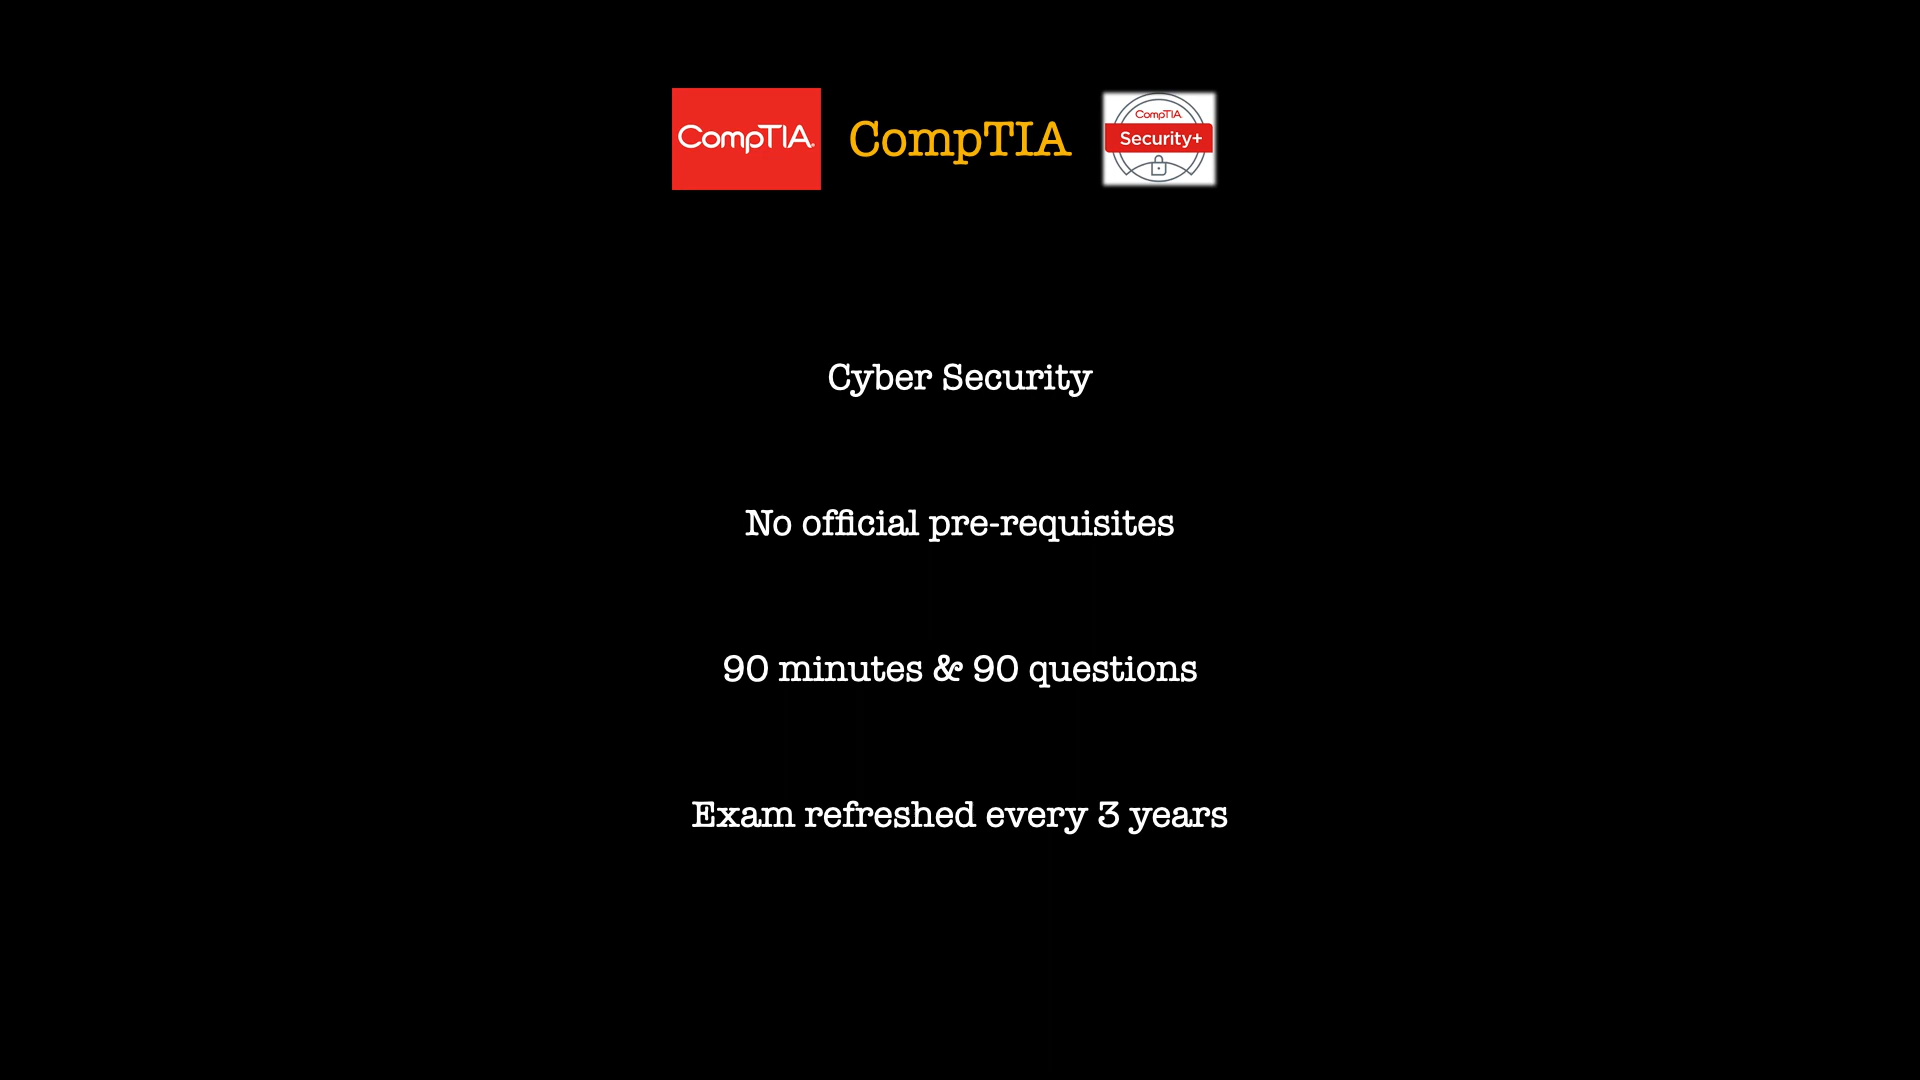 CompTIA
CompTIA
CompTIA
Security+
Cyber Security
No official pre-requisites
90 minutes & 90 questions
Exam refreshed every 3 years